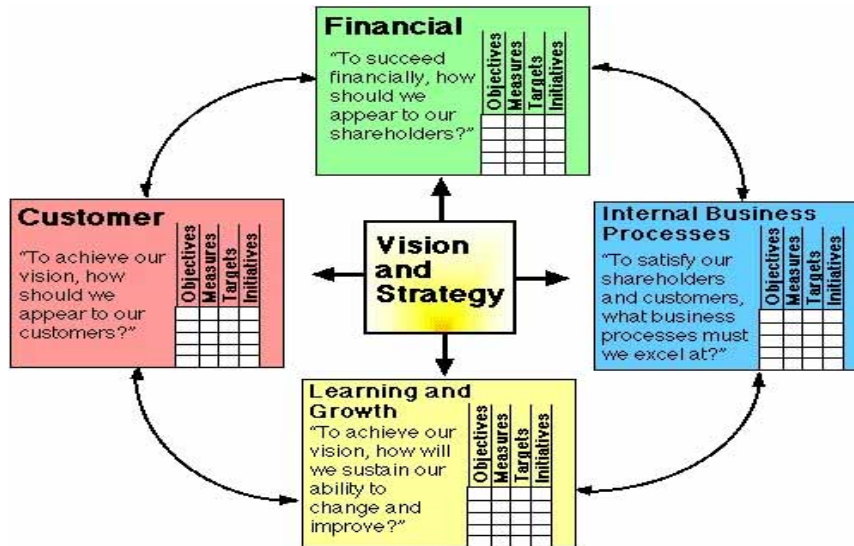 Financial
“To succeed
financially, how
should we
appear to our
shareholders?”
Objectives
Measures
Targets
Initiatives
Customer
“To achieve our
vision, how
should we
appear to our
customers?”
Objectives
Measures
Targets
Initiatives
Vision
and
Strategy
Internal Business
Processes
“To satisfy our
shareholders
and customers,
what business
processes must
we excel at?”
Objectives
Measures
Targets
Initiatives
Learning and
Growth
“To achieve our
vision, how will
we sustain our
ability to
change and
improve?”
Objectives
Measures
Targets
Initiatives